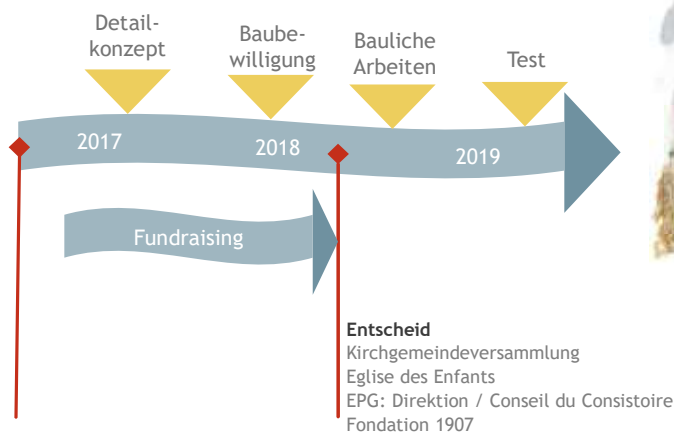 Detail-
konzept
Baube-
willigung
Bauliche
Arbeiten
Test
2017
2018
2019
Fundraising
Entscheid
Kirchgemeindeversammlung
Eglise des Enfants
EPG: Direktion / Conseil du Consistoire
Fondation 1907